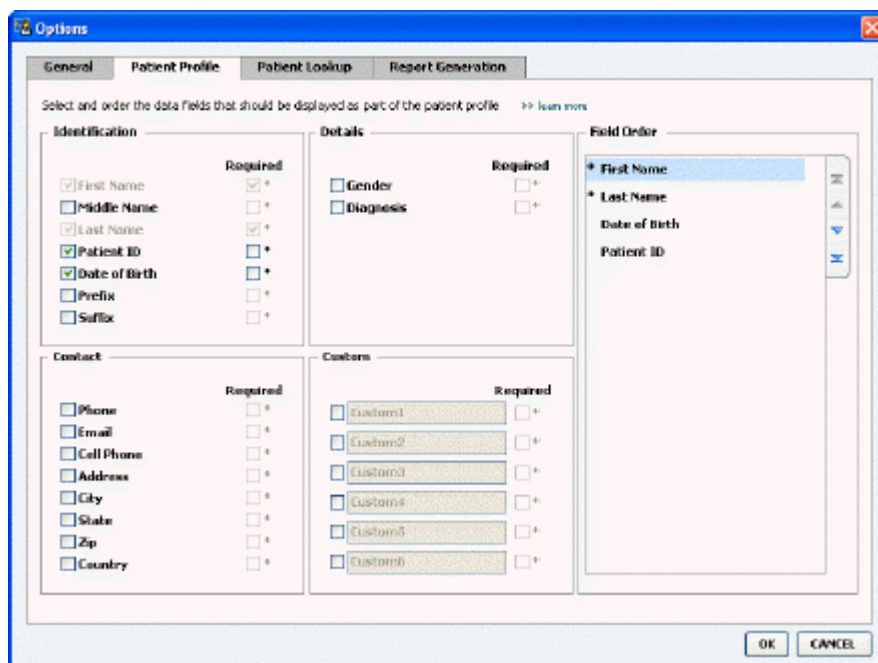 Options
General Patient Profile Patient Lookup Report Generation
Select and order the data fields that should be displayed as part of the patient profile >> learn more
Identification
Required
First Name *
Middle Name *
Last Name *
Patient ID *
Date of Birth *
Prefix *
Suffix *
Details
Required
Gender *
Diagnosis *
Field Order
* First Name
* Last Name
Date of Birth
Patient ID
Contact
Required
Phone *
Email *
Cell Phone *
Address *
City *
State *
Zip *
Country *
Custom
Required
Custom1 *
Custom2 *
Custom3 *
Custom4 *
Custom5 *
Custom6 *
OK CANCEL